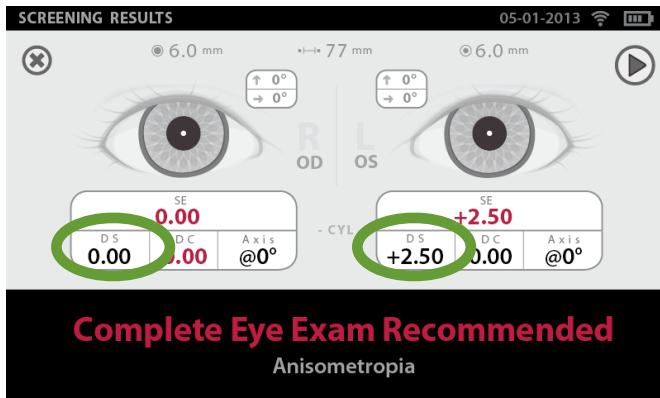 SCREENING RESULTS 05-01-2013
6.0 mm 77 mm 6.0 mm
↑ 0° ↑ 0°
→ 0° → 0°
R L
OD OS
SE SE
0.00 +2.50
- CYL
DS DC Axis DS DC Axis
0.00 0.00 @0° +2.50 0.00 @0°
Complete Eye Exam Recommended
Anisometropia